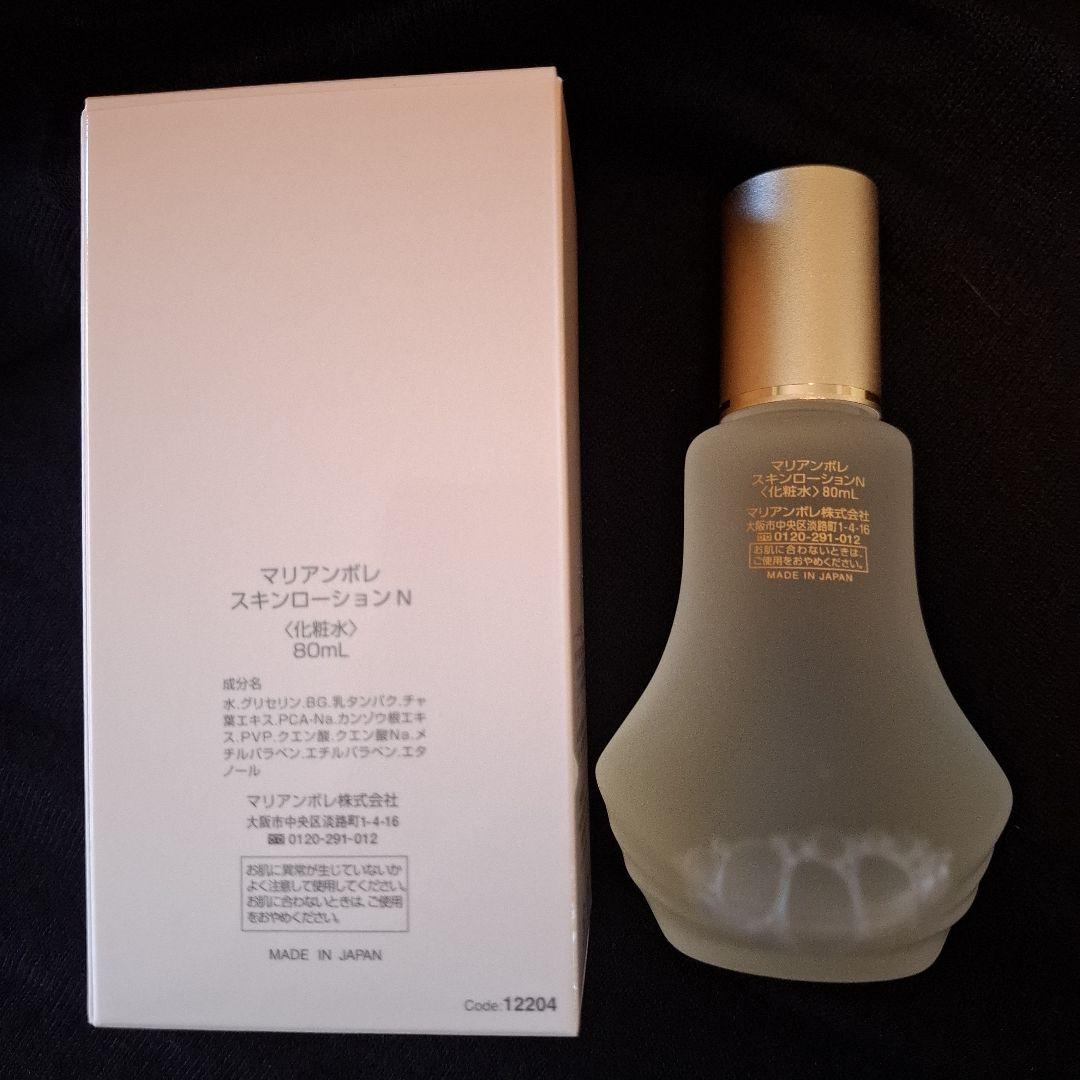 マリアンボレ
スキンローションN
〈化粧水〉
80mL
成分名
水.グリセリン.BG.乳タンパク.チャ
葉エキス.PCA-Na.カンゾウ根エキ
ス.PVP.クエン酸.クエン酸Na.メ
チルパラベン.エチルパラベン.エタ
ノール
マリアンボレ株式会社
大阪市中央区淡路町1-4-16
0120-291-012
お肌に異常が生じていないか
よく注意して使用してください。
お肌に合わないときは、ご使用
をおやめください。
MADE IN JAPAN
Code:12204
マリアンボレ
スキンローションN
〈化粧水〉80mL
マリアンボレ株式会社
大阪市中央区淡路町1-4-16
0120-291-012
お肌に合わないときは、
ご使用をおやめください。
MADE IN JAPAN